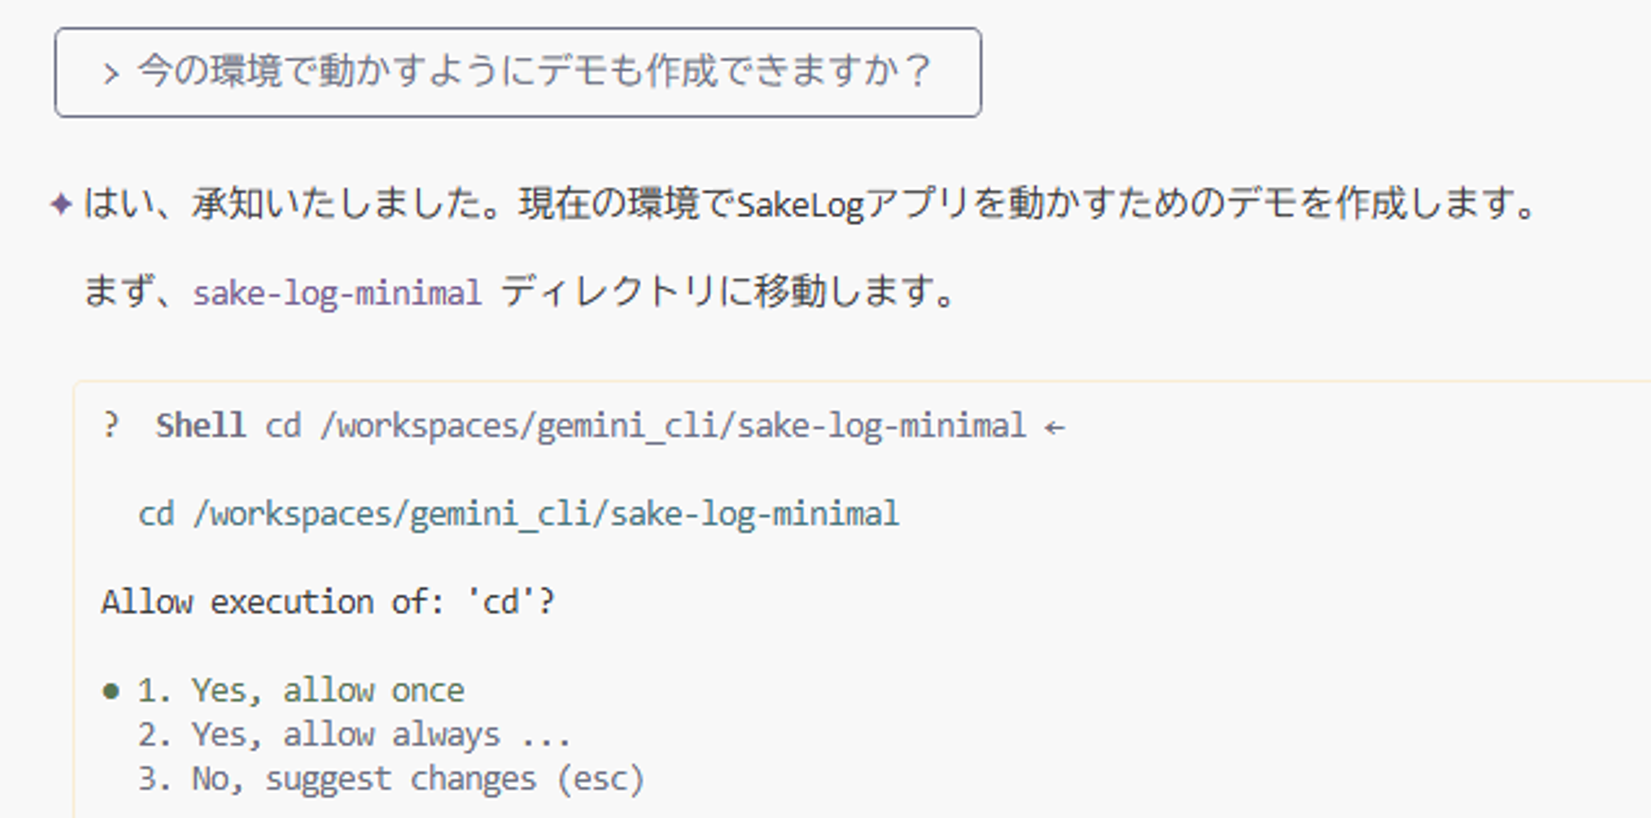 > 今の環境で動かすようにデモも作成できますか？
✦ はい、承知いたしました。現在の環境でSakeLogアプリを動かすためのデモを作成します。
まず、sake-log-minimal ディレクトリに移動します。
? Shell cd /workspaces/gemini_cli/sake-log-minimal ←
cd /workspaces/gemini_cli/sake-log-minimal
Allow execution of: 'cd'?
● 1. Yes, allow once
2. Yes, allow always ...
3. No, suggest changes (esc)